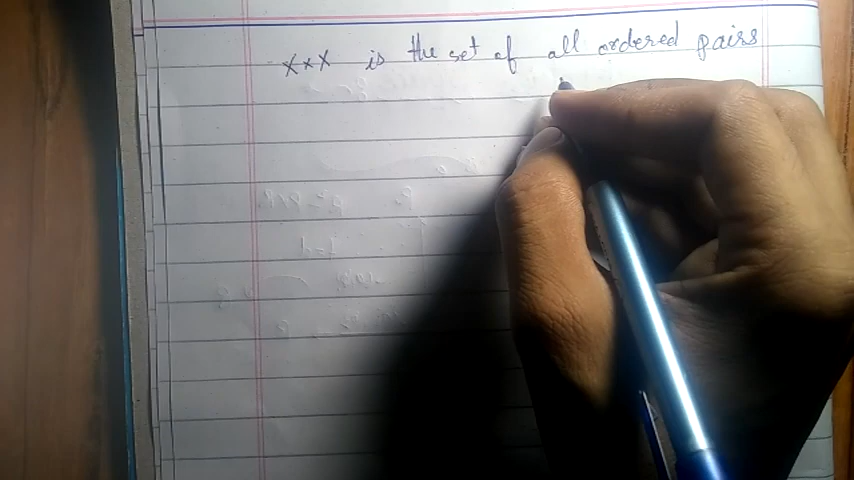 X×X is the set of all ordered pairs